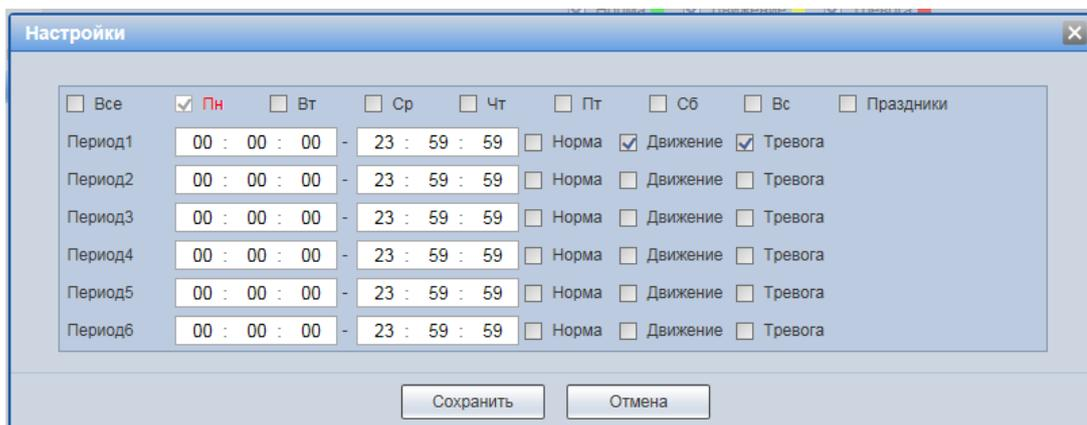 Норма Движение Тревога
Настройки
Все Пн Вт Ср Чт Пт Сб Вс Праздники
Период1 00 : 00 : 00 - 23 : 59 : 59 Норма Движение Тревога
Период2 00 : 00 : 00 - 23 : 59 : 59 Норма Движение Тревога
Период3 00 : 00 : 00 - 23 : 59 : 59 Норма Движение Тревога
Период4 00 : 00 : 00 - 23 : 59 : 59 Норма Движение Тревога
Период5 00 : 00 : 00 - 23 : 59 : 59 Норма Движение Тревога
Период6 00 : 00 : 00 - 23 : 59 : 59 Норма Движение Тревога
Сохранить Отмена